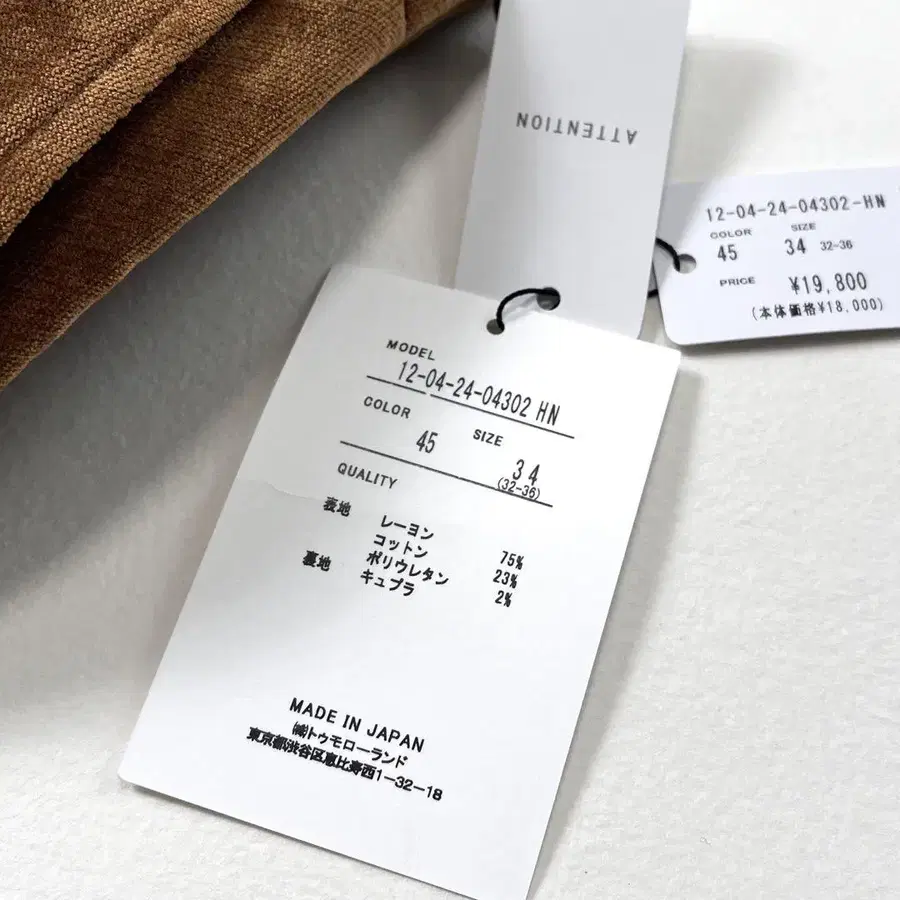 ATTENTION
12-04-24-04302-HN
COLOR SIZE
45 34 32-36
PRICE ¥19,800
(本体価格¥18,000)
MODEL
12-04-24-04302 HN
COLOR SIZE
45 34
(32-36)
QUALITY
表地 レーヨン 75%
コットン 23%
ポリウレタン 2%
裏地 キュプラ
MADE IN JAPAN
㈱トゥモローランド
東京都渋谷区恵比寿西1-32-18